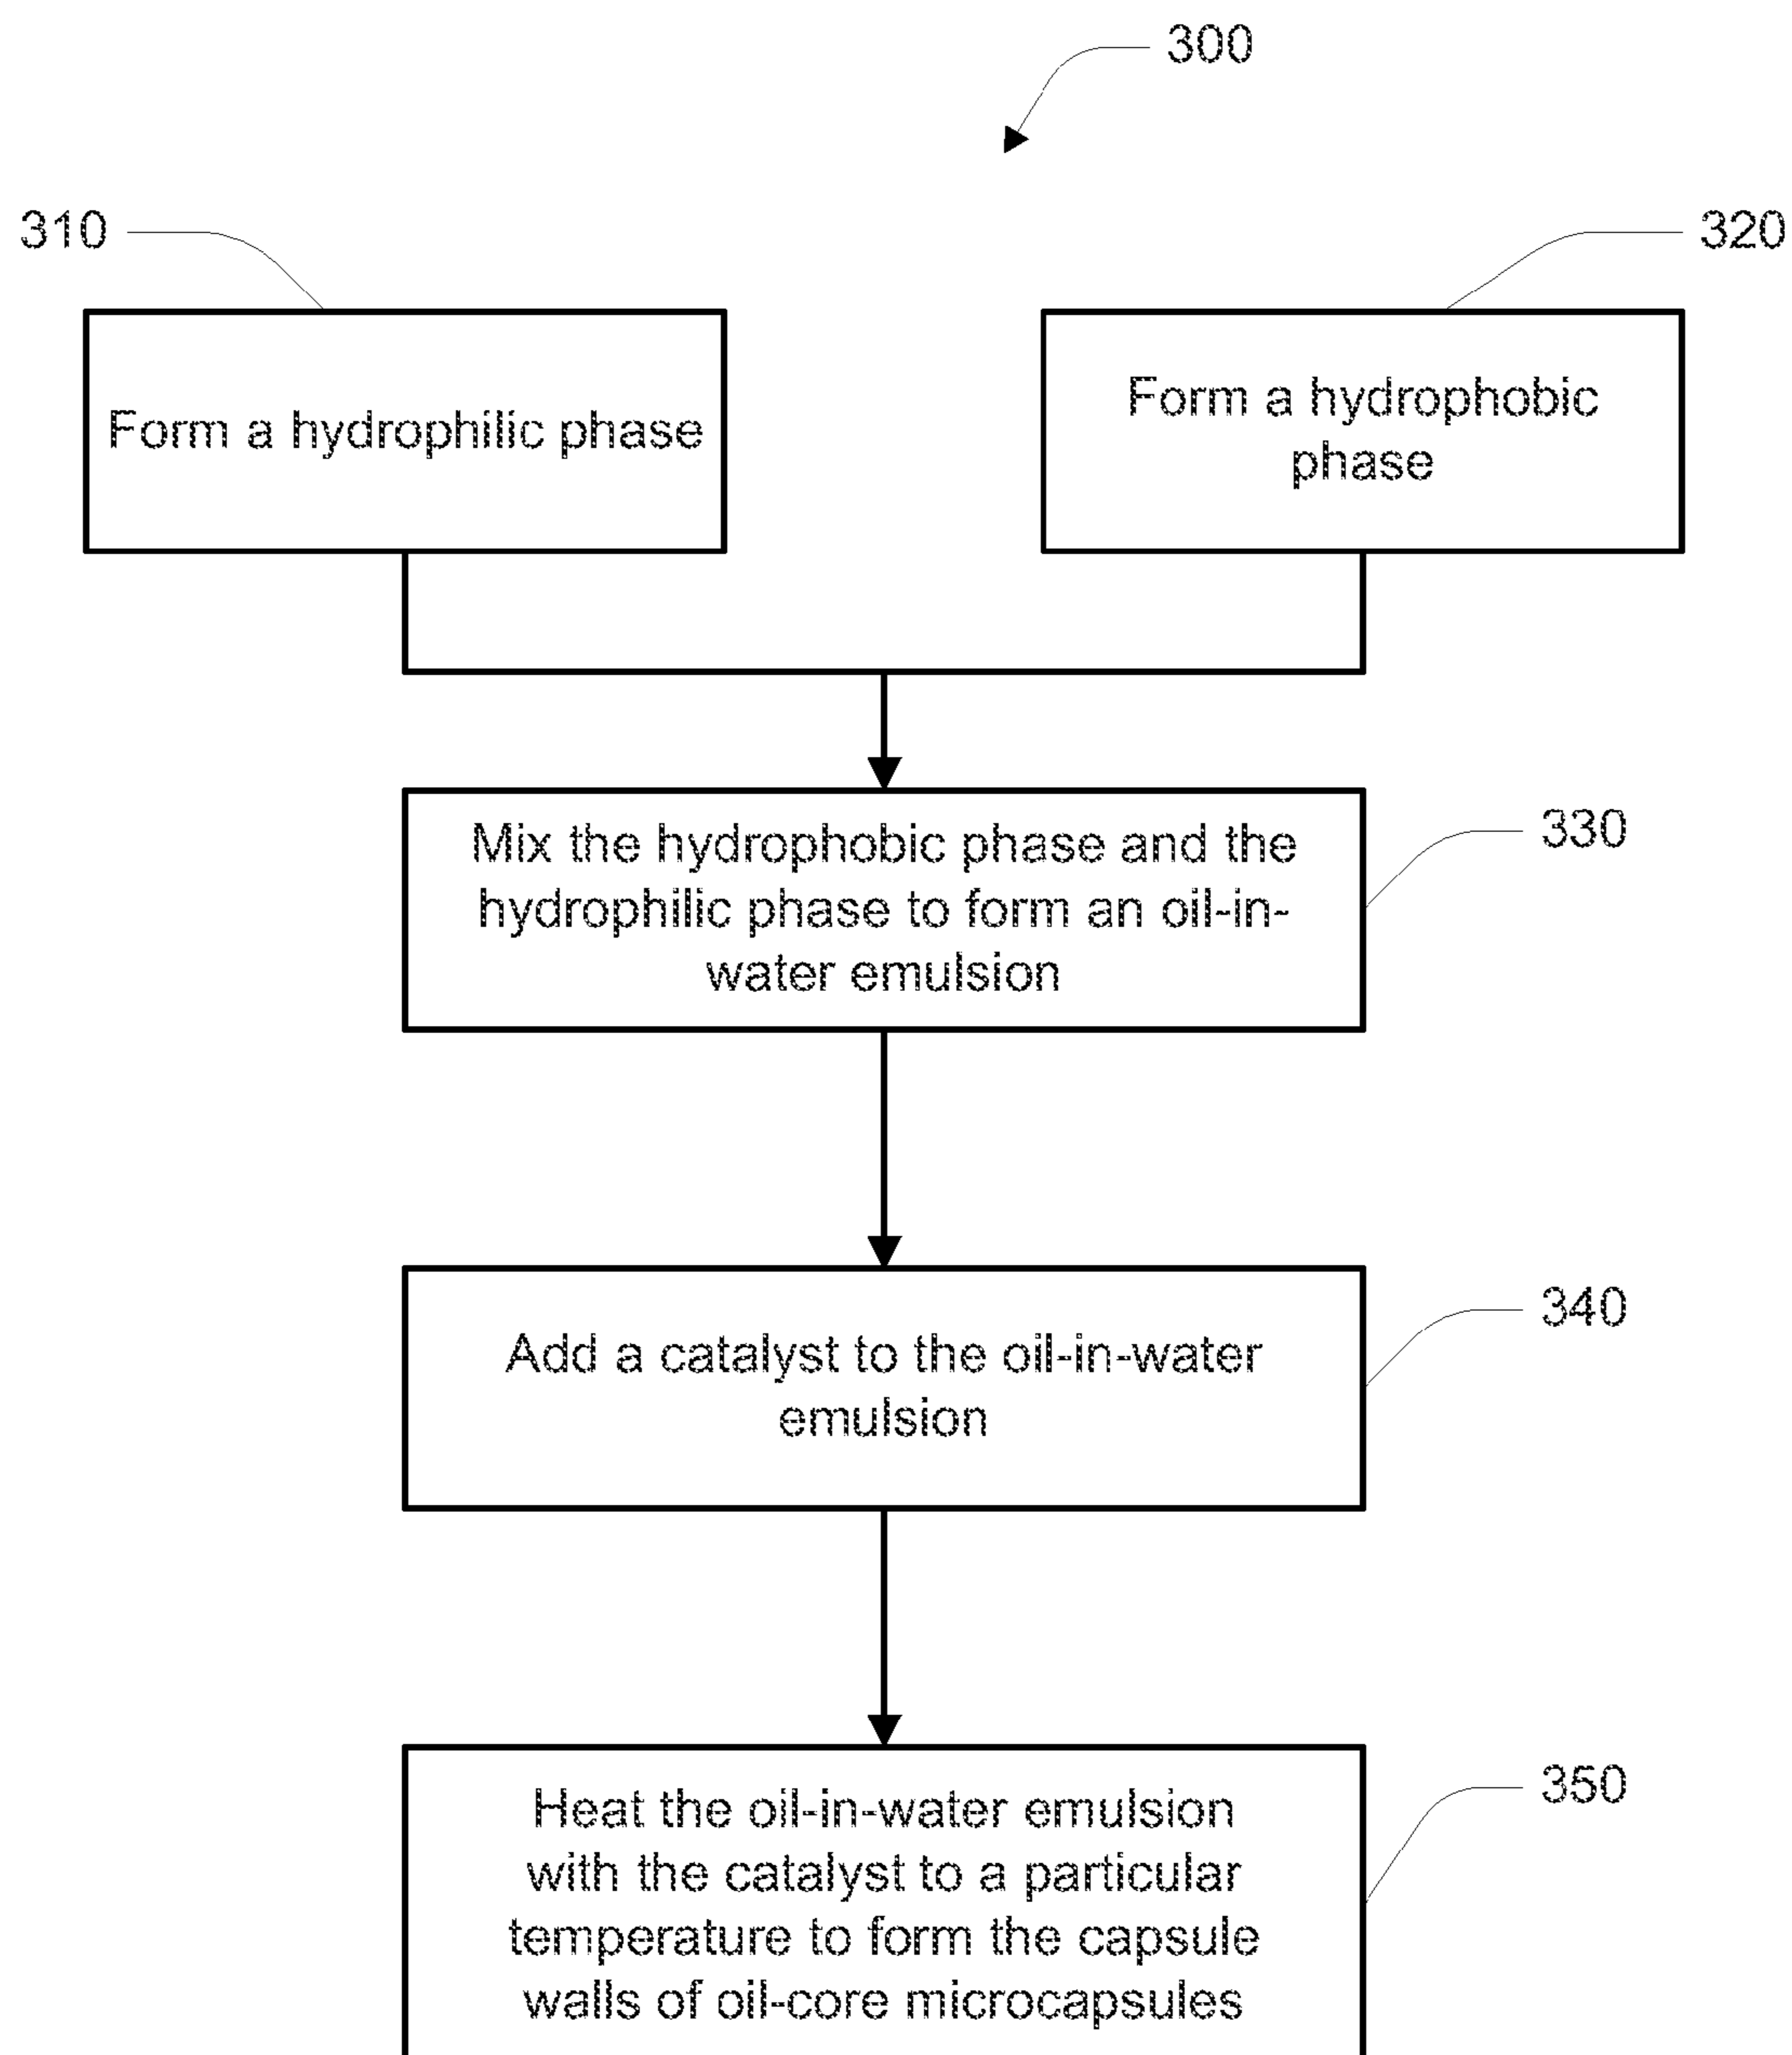 300
310
320
Form a hydrophilic phase
Form a hydrophobic
phase
Mix the hydrophobic phase and the
hydrophilic phase to form an oil-in-
water emulsion
330
Add a catalyst to the oil-in-water
emulsion
340
Heat the oil-in-water emulsion
with the catalyst to a particular
temperature to form the capsule
walls of oil-core microcapsules
350